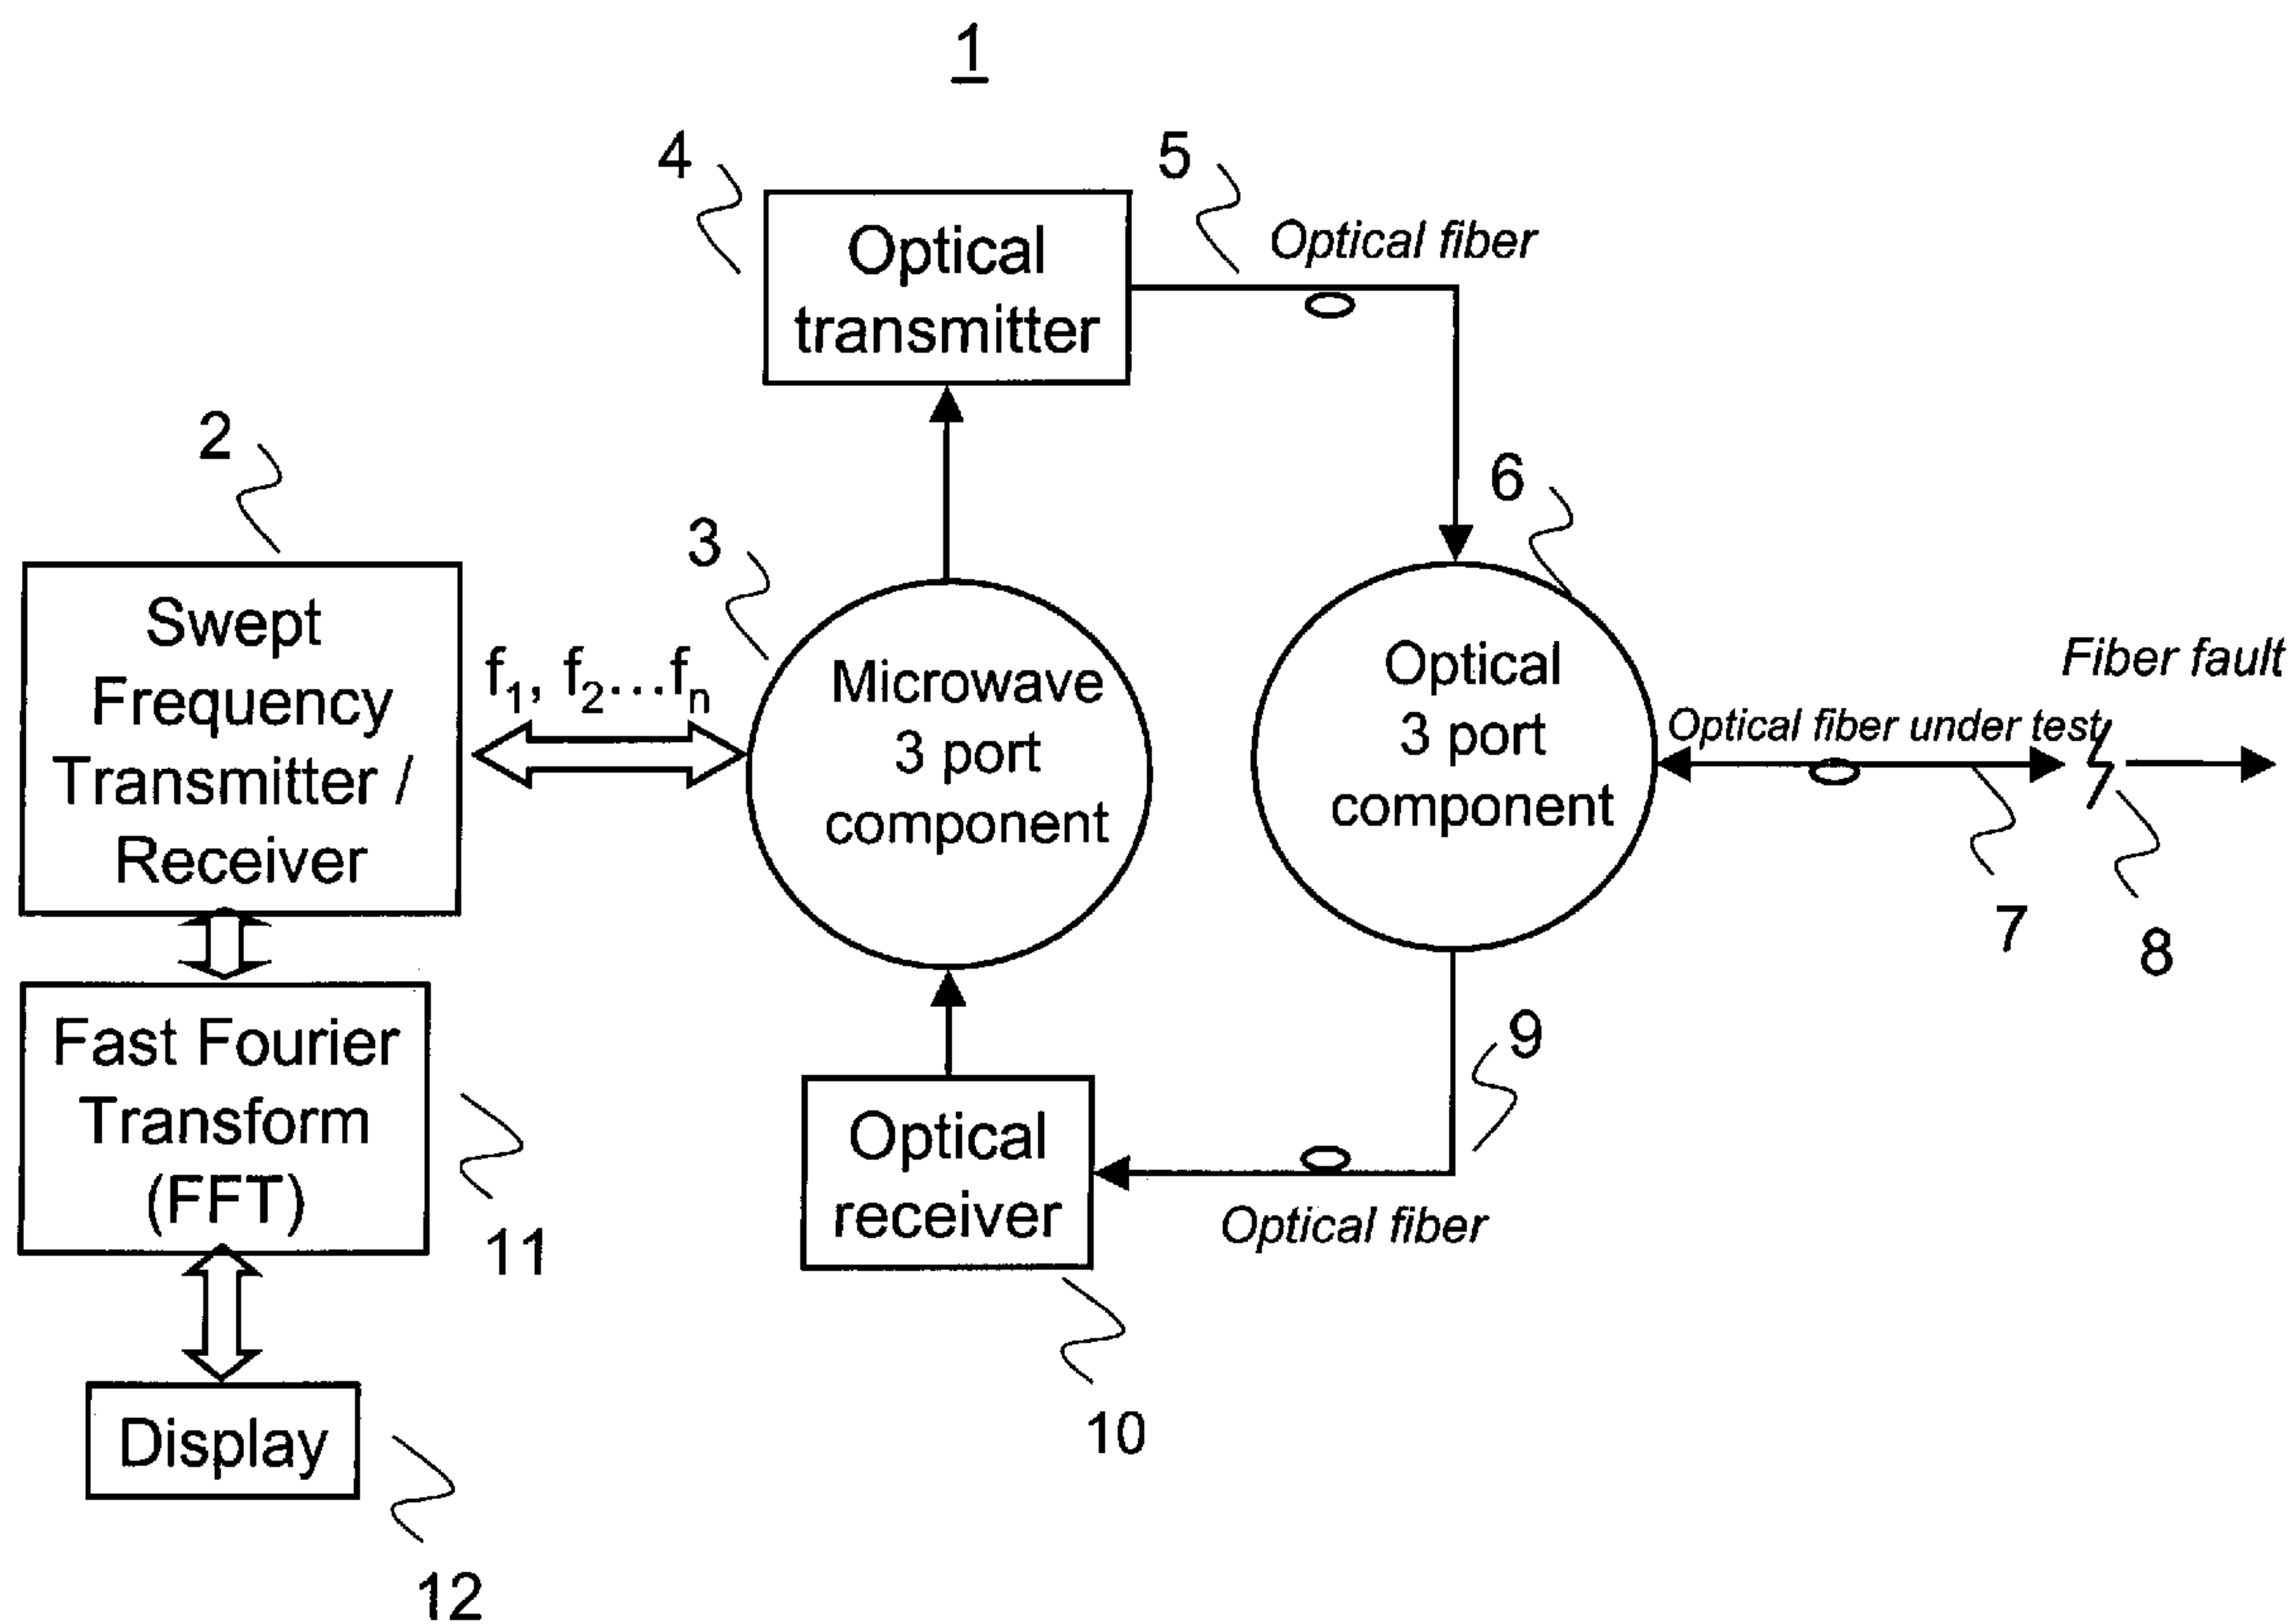 1
4
5
Optical
transmitter
Optical fiber
2
3
6
Swept
Frequency
Transmitter /
Receiver
f1, f2...fn
Microwave
3 port
component
Optical
3 port
component
Fiber fault
Optical fiber under test
7
8
9
Fast Fourier
Transform
(FFT)
11
Optical
receiver
Optical fiber
10
Display
12